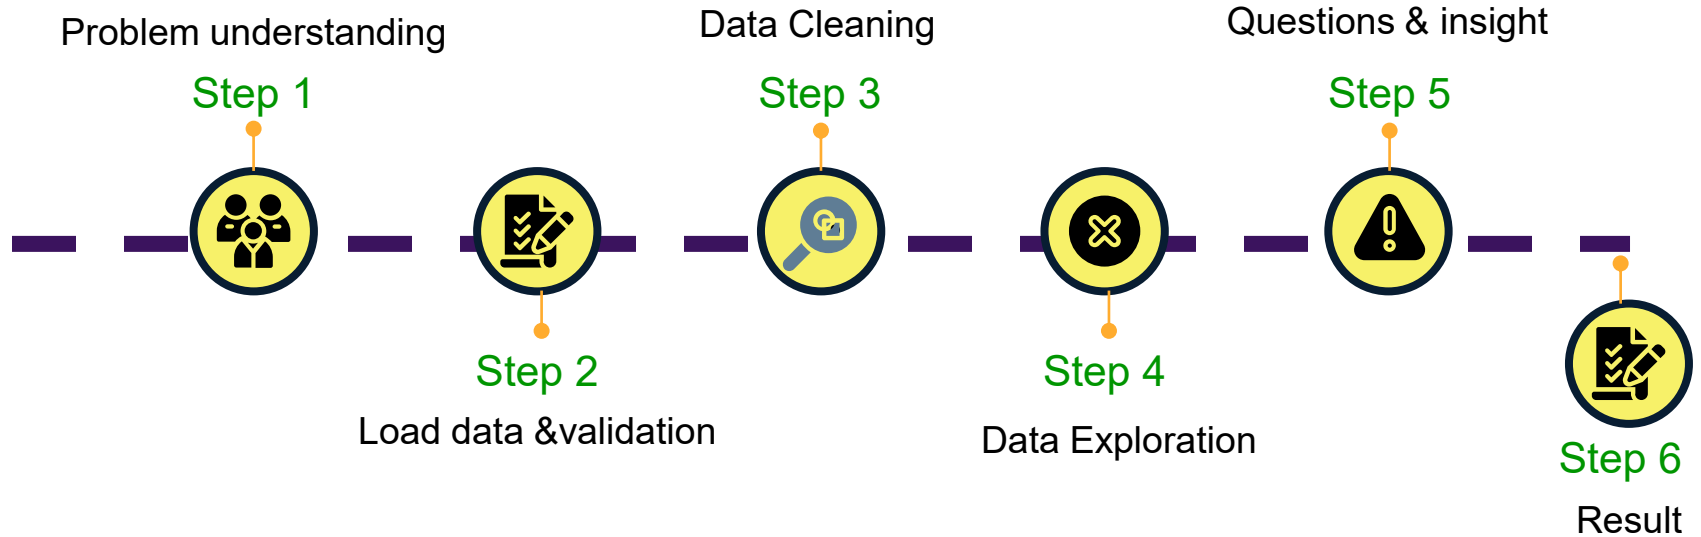 Problem understanding
Step 1
Step 2
Load data &validation
Data Cleaning
Step 3
Step 4
Data Exploration
Questions & insight
Step 5
Step 6
Result